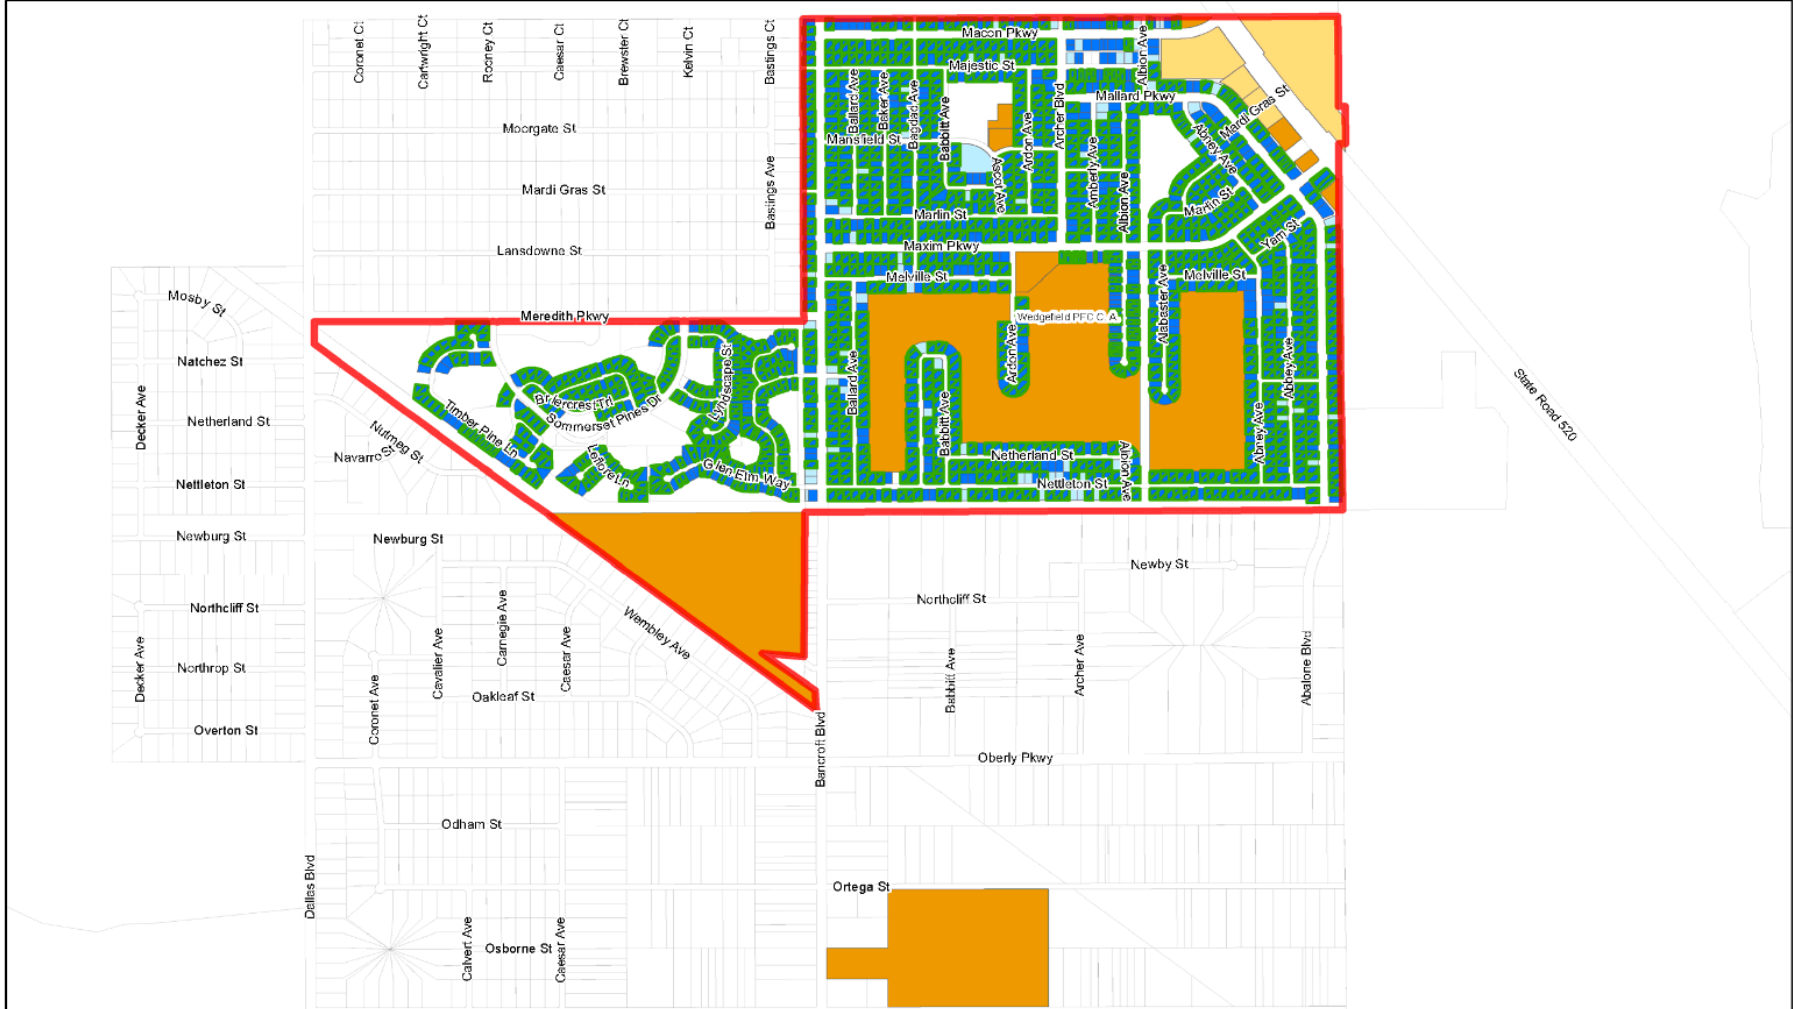 Coronet Ct
Cartwright Ct
Rooney Ct
Caesar Ct
Brewster Ct
Kelvin Ct
Bastings Ct
Macon Pkwy
Albion Ave
Majestic St
Ballard Ave
Baker Ave
Bagdad Ave
Babbitt Ave
Archer Blvd
Mallard Pkwy
Mardi Gras St
Moorgate St
Mansfield St
Ardon Ave
Abney Ave
Amberly Ave
Ascot Ave
Albion Ave
Mardi Gras St
Bastings Ave
Marlin St
Marlin St
Lansdowne St
Maxim Pkwy
Yam St
Melville St
Melville St
Mosby St
Meredith Pkwy
Wedgefield PFC C. A.
Alabaster Ave
Natchez St
Lyndscape St
Ballard Ave
Ardon Ave
Abbey Ave
Decker Ave
Briercrest Trl
Sommerset Pines Dr
Timber Pine Ln
Netherland St
Nutmeg St
Navarro St
Babbitt Ave
Abney Ave
State Road 520
Leflore Ln
Glen Elm Way
Netherland St
Albion Ave
Nettleton St
Nettleton St
Newburg St
Newburg St
Newby St
Northcliff St
Northcliff St
Wembley Ave
Carnegie Ave
Cavalier Ave
Caesar Ave
Decker Ave
Northrop St
Babbitt Ave
Archer Ave
Abalone Blvd
Oakleaf St
Coronet Ave
Overton St
Bancroft Blvd
Oberly Pkwy
Odham St
Dallas Blvd
Ortega St
Calvert Ave
Osborne St
Caesar Ave